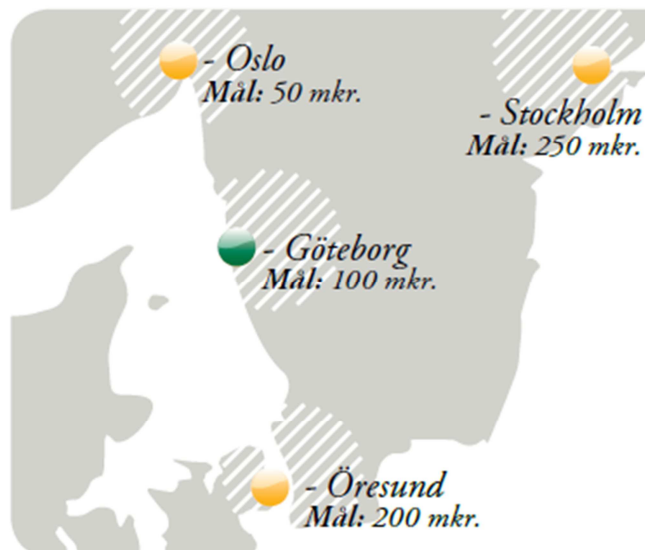 - Oslo
Mål: 50 mkr.
- Stockholm
Mål: 250 mkr.
- Göteborg
Mål: 100 mkr.
- Öresund
Mål: 200 mkr.